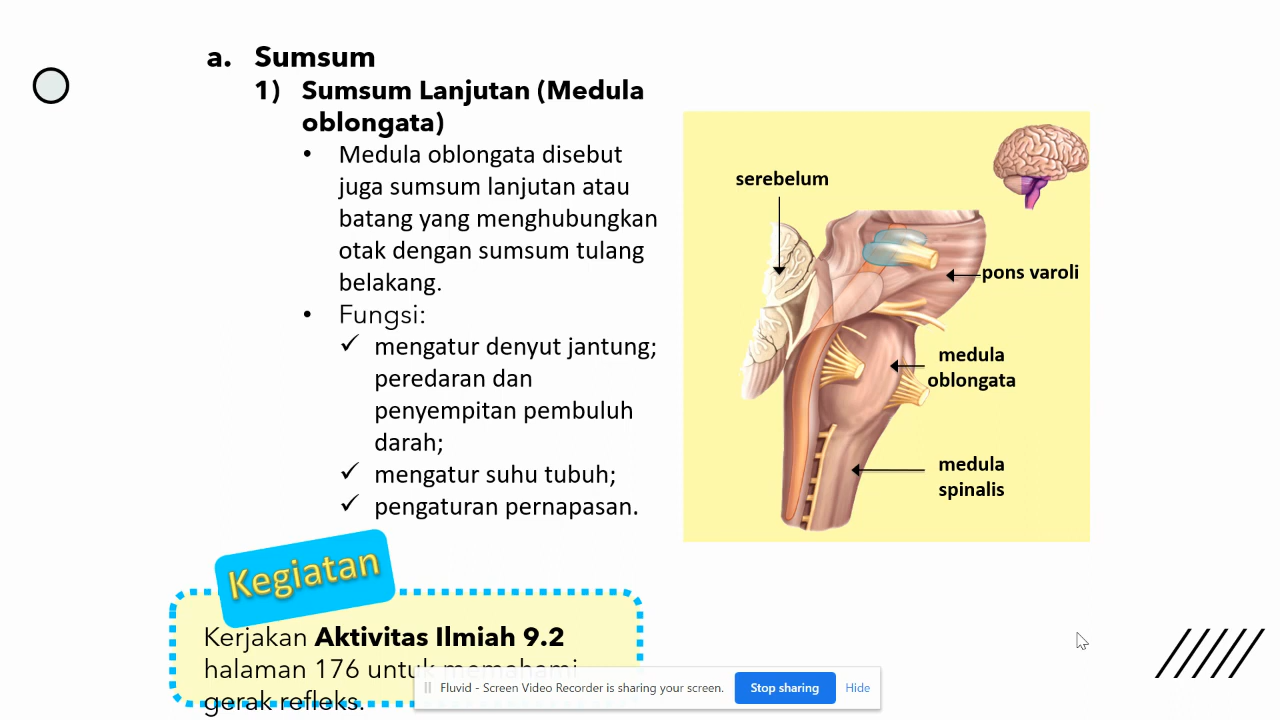 a. Sumsum
1) Sumsum Lanjutan (Medula
oblongata)
• Medula oblongata disebut
juga sumsum lanjutan atau
batang yang menghubungkan
otak dengan sumsum tulang
belakang.
• Fungsi:
✓ mengatur denyut jantung;
peredaran dan
penyempitan pembuluh
darah;
✓ mengatur suhu tubuh;
✓ pengaturan pernapasan.
serebelum
pons varoli
medula
oblongata
medula
spinalis
Kegiatan
Kerjakan Aktivitas Ilmiah 9.2
halaman 176 untuk memahami
gerak refleks.
Fluvid - Screen Video Recorder is sharing your screen.
Stop sharing
Hide